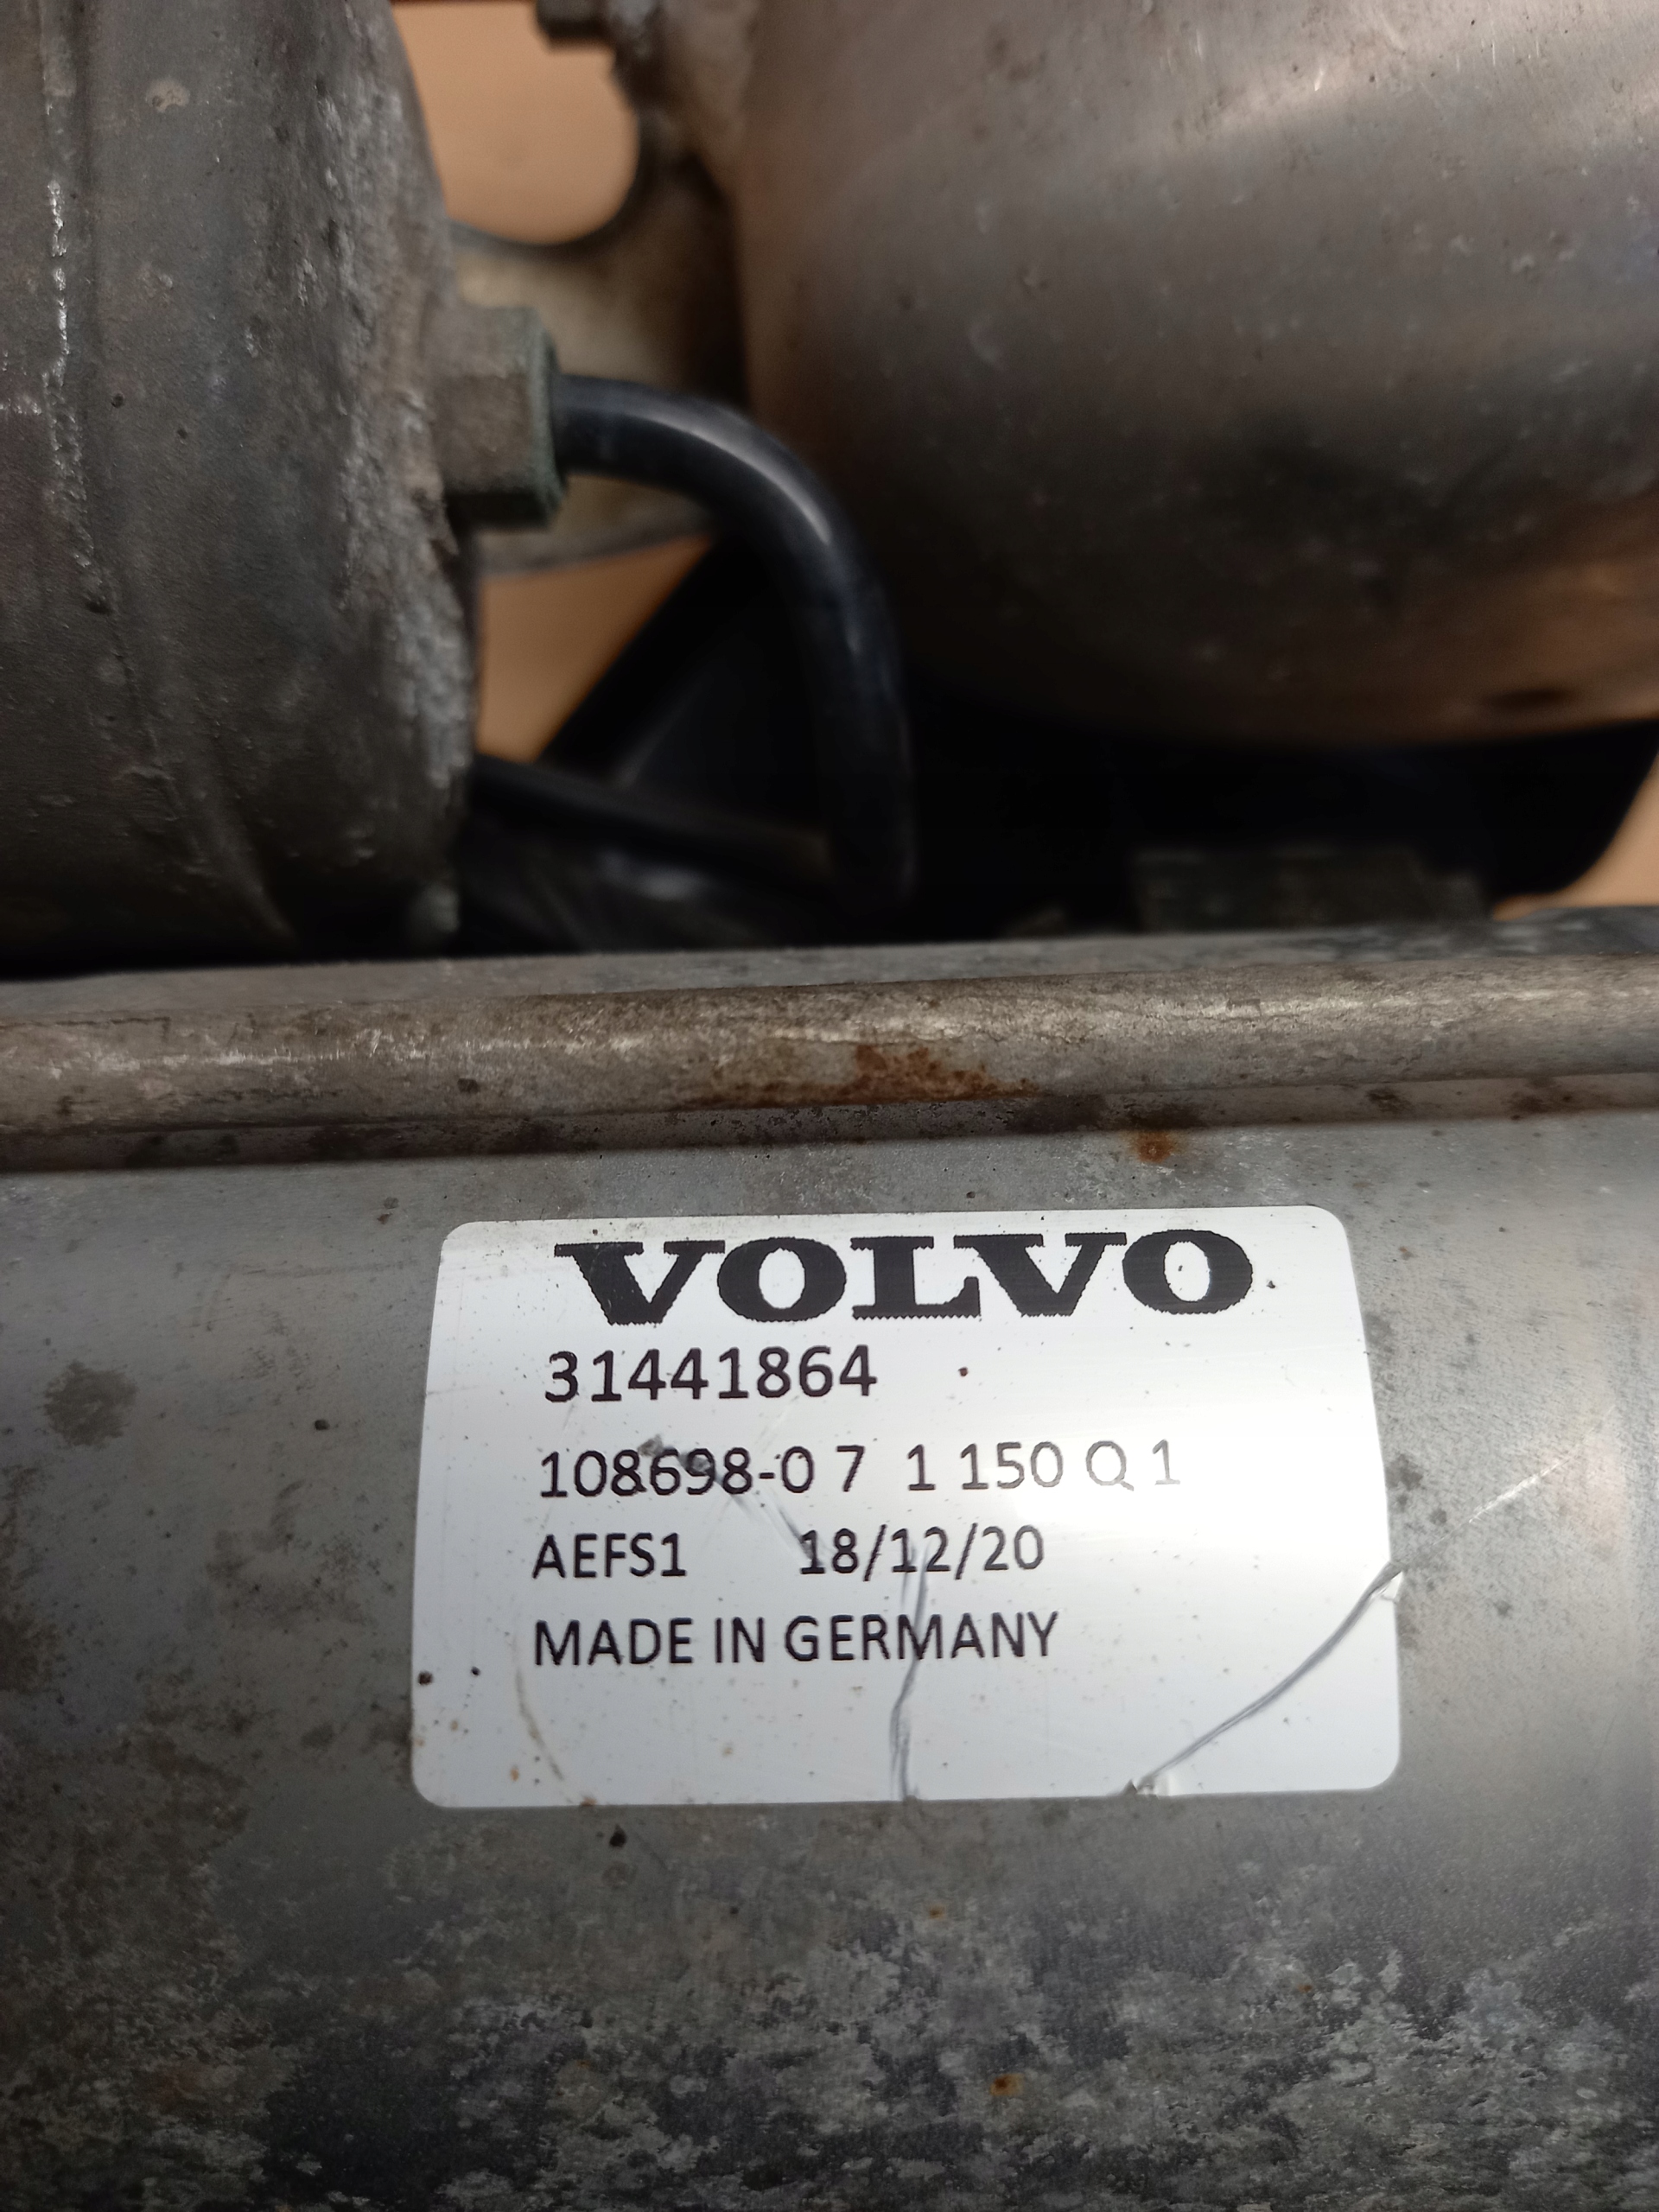 VOLVO
31441864
108698-0 7 1 150 Q 1
AEFS1 18/12/20
MADE IN GERMANY